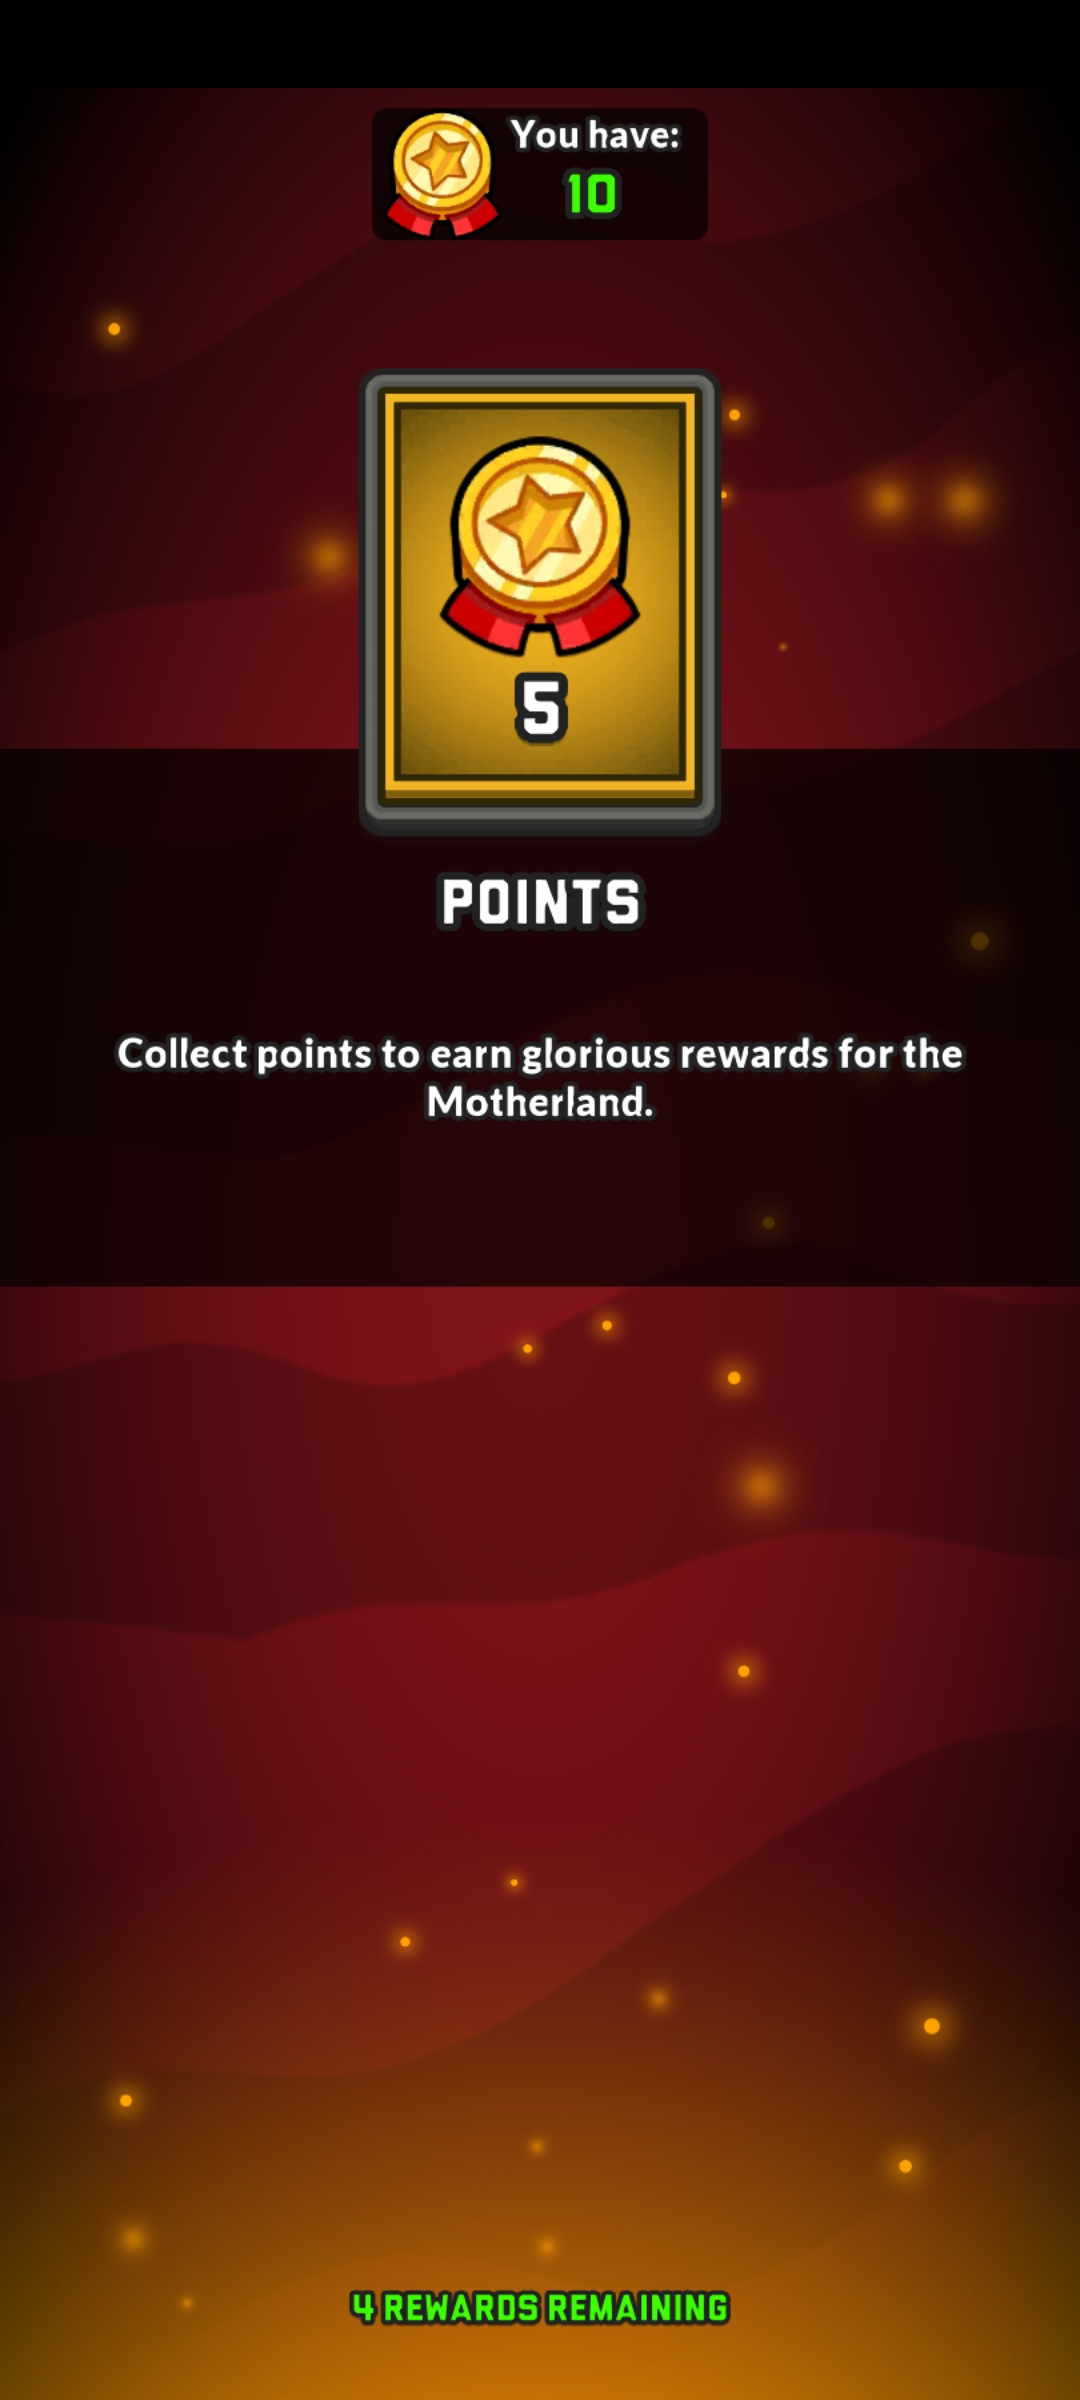 You have:
10
5
POINTS
Collect points to earn glorious rewards for the
Motherland.
4 REWARDS REMAINING